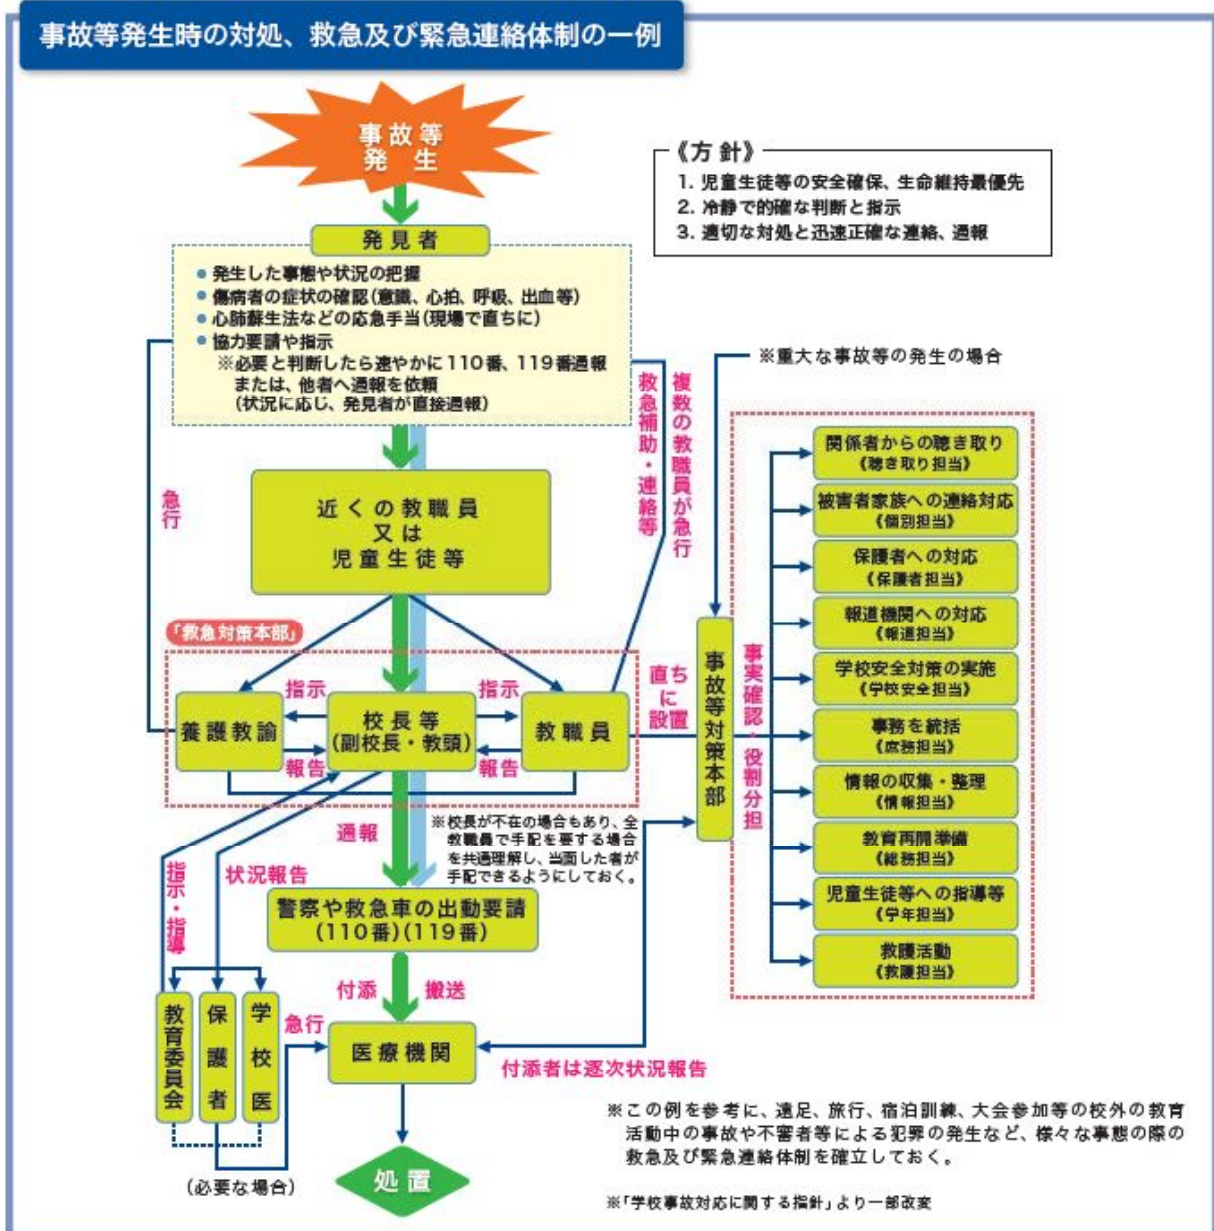 事故等発生時の対処、救急及び緊急連絡体制の一例
事故等
発 生
《方 針》
1. 児童生徒等の安全確保、生命維持最優先
2. 冷静で的確な判断と指示
3. 適切な対処と迅速正確な連絡、通報
発見者
● 発生した事態や状況の把握
● 傷病者の症状の確認(意識、心拍、呼吸、出血等)
● 心肺蘇生法などの応急手当(現場で直ちに)
● 協力要請や指示
※必要と判断したら速やかに110番、119番通報
または、他者へ通報を依頼
(状況に応じ、発見者が直接通報)
※重大な事故等の発生の場合
急行
複数の教職員が急行
救急補助・連絡等
近くの教職員
又は
児童生徒等
「救急対策本部」
養護教諭
指示
報告
校長等
(副校長・教頭)
指示
報告
教職員
直ち
に
設置
事故等対策本部
事実確認・役割分担
関係者からの聴き取り
《聴き取り担当》
被害者家族への連絡対応
《個別担当》
保護者への対応
《保護者担当》
報道機関への対応
《報道担当》
学校安全対策の実施
《学校安全担当》
事務を統括
《庶務担当》
情報の収集・整理
《情報担当》
教育再開準備
《総務担当》
児童生徒等への指導等
《学年担当》
救護活動
《救護担当》
通報
※校長が不在の場合もあり、全
教職員で手配を要する場合
を共通理解し、当面した者が
手配できるようにしておく。
指示・指導
状況報告
警察や救急車の出動要請
(110番)(119番)
付添
搬送
教育委員会
保護者
学校医
急行
医療機関
付添者は逐次状況報告
(必要な場合)
処置
※この例を参考に、遠足、旅行、宿泊訓練、大会参加等の校外の教育
活動中の事故や不審者等による犯罪の発生など、様々な事態の際の
救急及び緊急連絡体制を確立しておく。
※「学校事故対応に関する指針」より一部改変